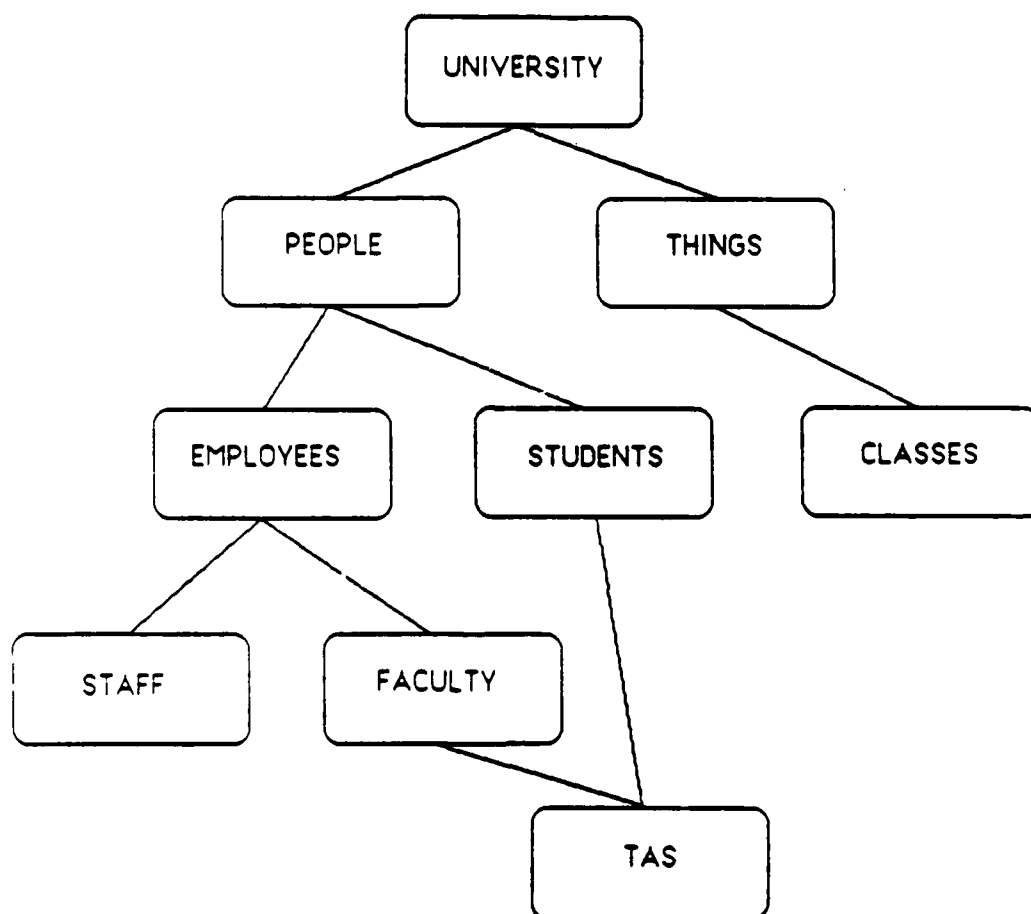 UNIVERSITY
PEOPLE
THINGS
EMPLOYEES
STUDENTS
CLASSES
STAFF
FACULTY
TAS